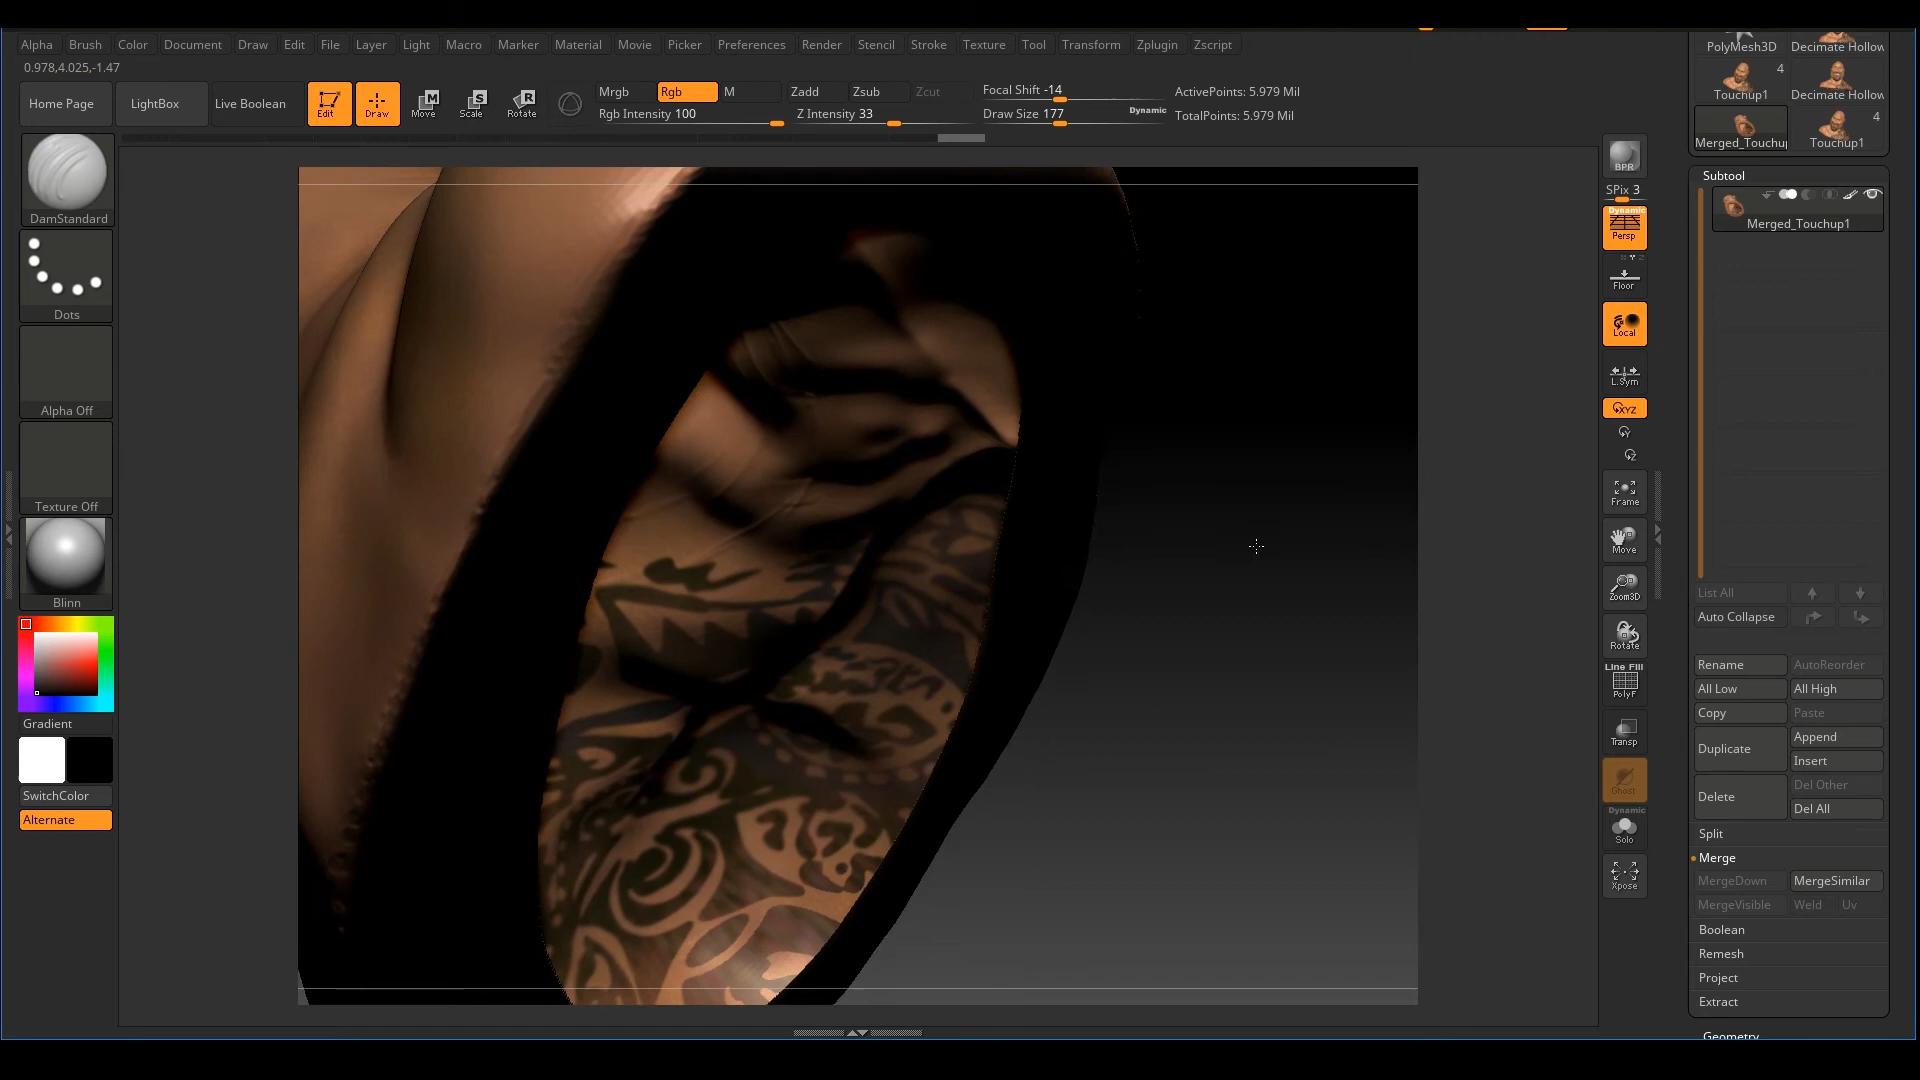 Alpha Brush Color Document Draw Edit File Layer Light Macro Marker Material Movie Picker Preferences Render Stencil Stroke Texture Tool Transform Zplugin Zscript
0.978,4.025,-1.47
Home Page LightBox Live Boolean Edit Draw Move Scale Rotate
Mrgb Rgb M Zadd Zsub Zcut
Rgb Intensity 100 Z Intensity 33
Focal Shift -14
Draw Size 177 Dynamic
ActivePoints: 5.979 Mil
TotalPoints: 5.979 Mil
DamStandard
Dots
Alpha Off
Texture Off
Blinn
Gradient
SwitchColor
Alternate
BPR
SPix 3
Dynamic
Persp
Floor
Local
L.Sym
XYZ
Y
Z
Frame
Move
Zoom3D
Rotate
Line Fill
PolyF
Transp
Ghost
Dynamic
Solo
Xpose
PolyMesh3D Decimate Hollow
4
Touchup1 Decimate Hollow
4
Merged_Touchup Touchup1
Subtool
Merged_Touchup1
List All
Auto Collapse
Rename AutoReorder
All Low All High
Copy Paste
Duplicate Append
Insert
Delete Del Other
Del All
Split
Merge
MergeDown MergeSimilar
MergeVisible Weld Uv
Boolean
Remesh
Project
Extract
Geometry